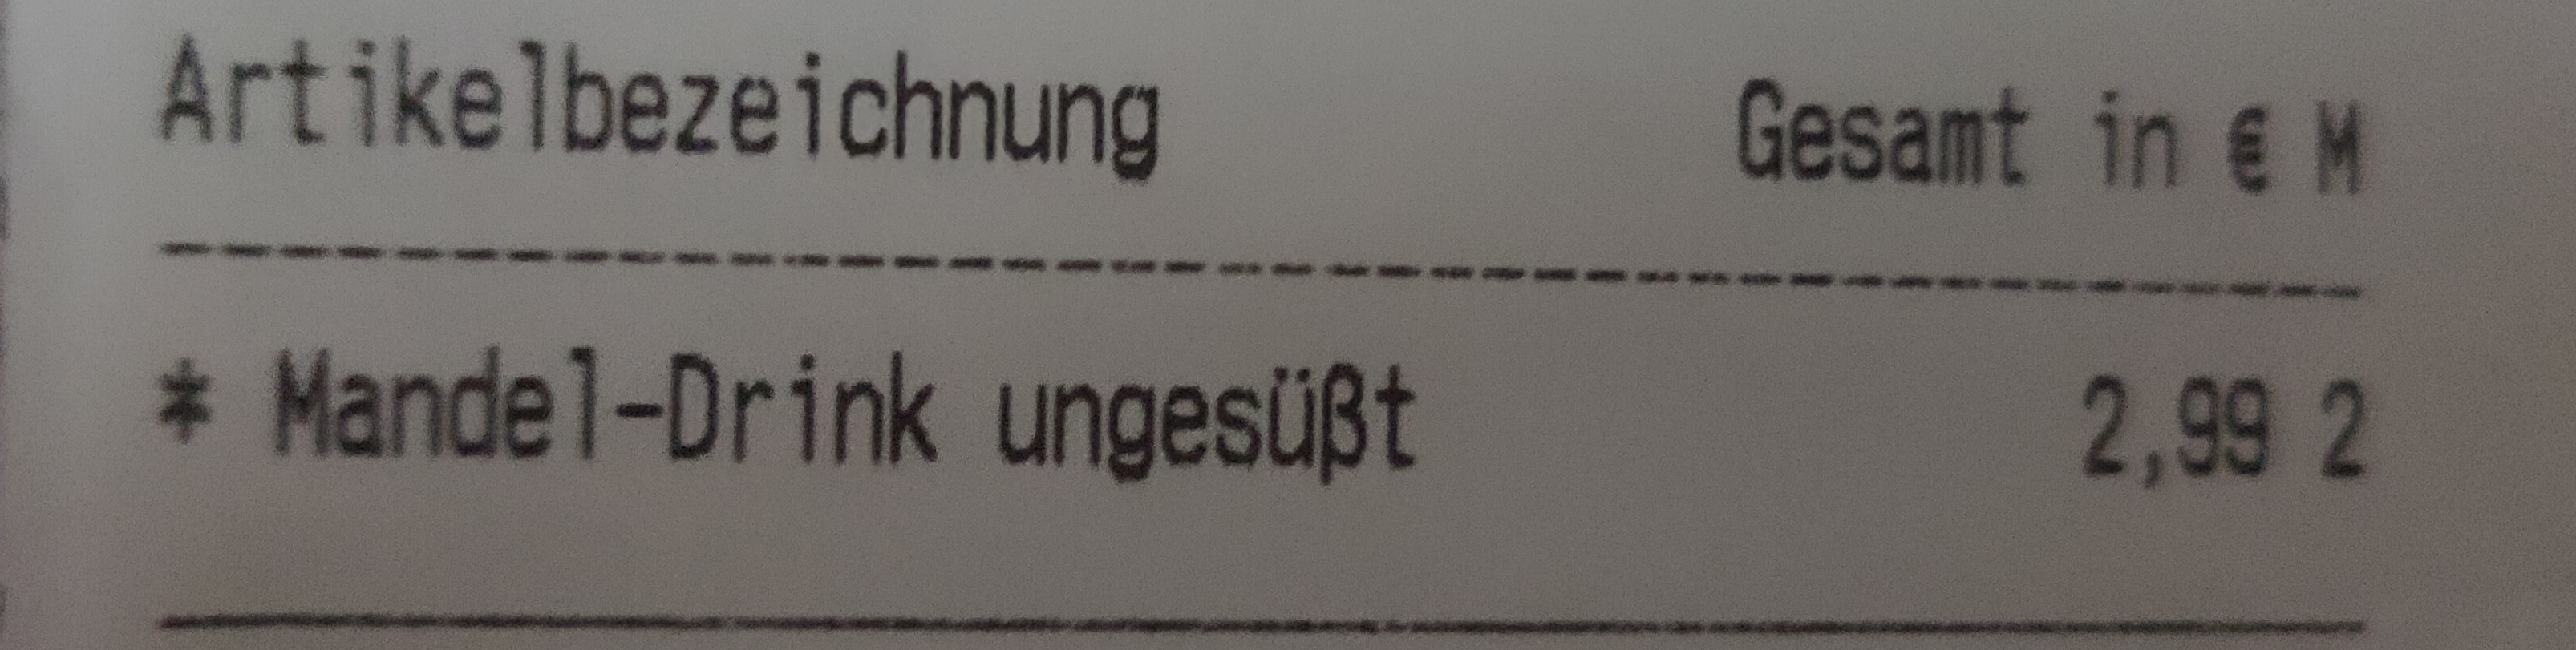 Artikelbezeichnung Gesamt in € M
* Mandel-Drink ungesüßt 2,99 2